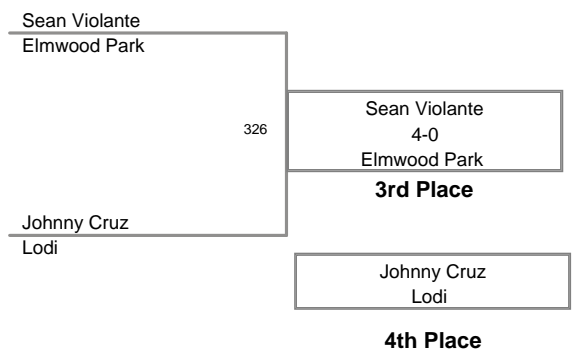 Sean Violante
Elmwood Park
326
Sean Violante
4-0
Elmwood Park
3rd Place
Johnny Cruz
Lodi
Johnny Cruz
Lodi
4th Place